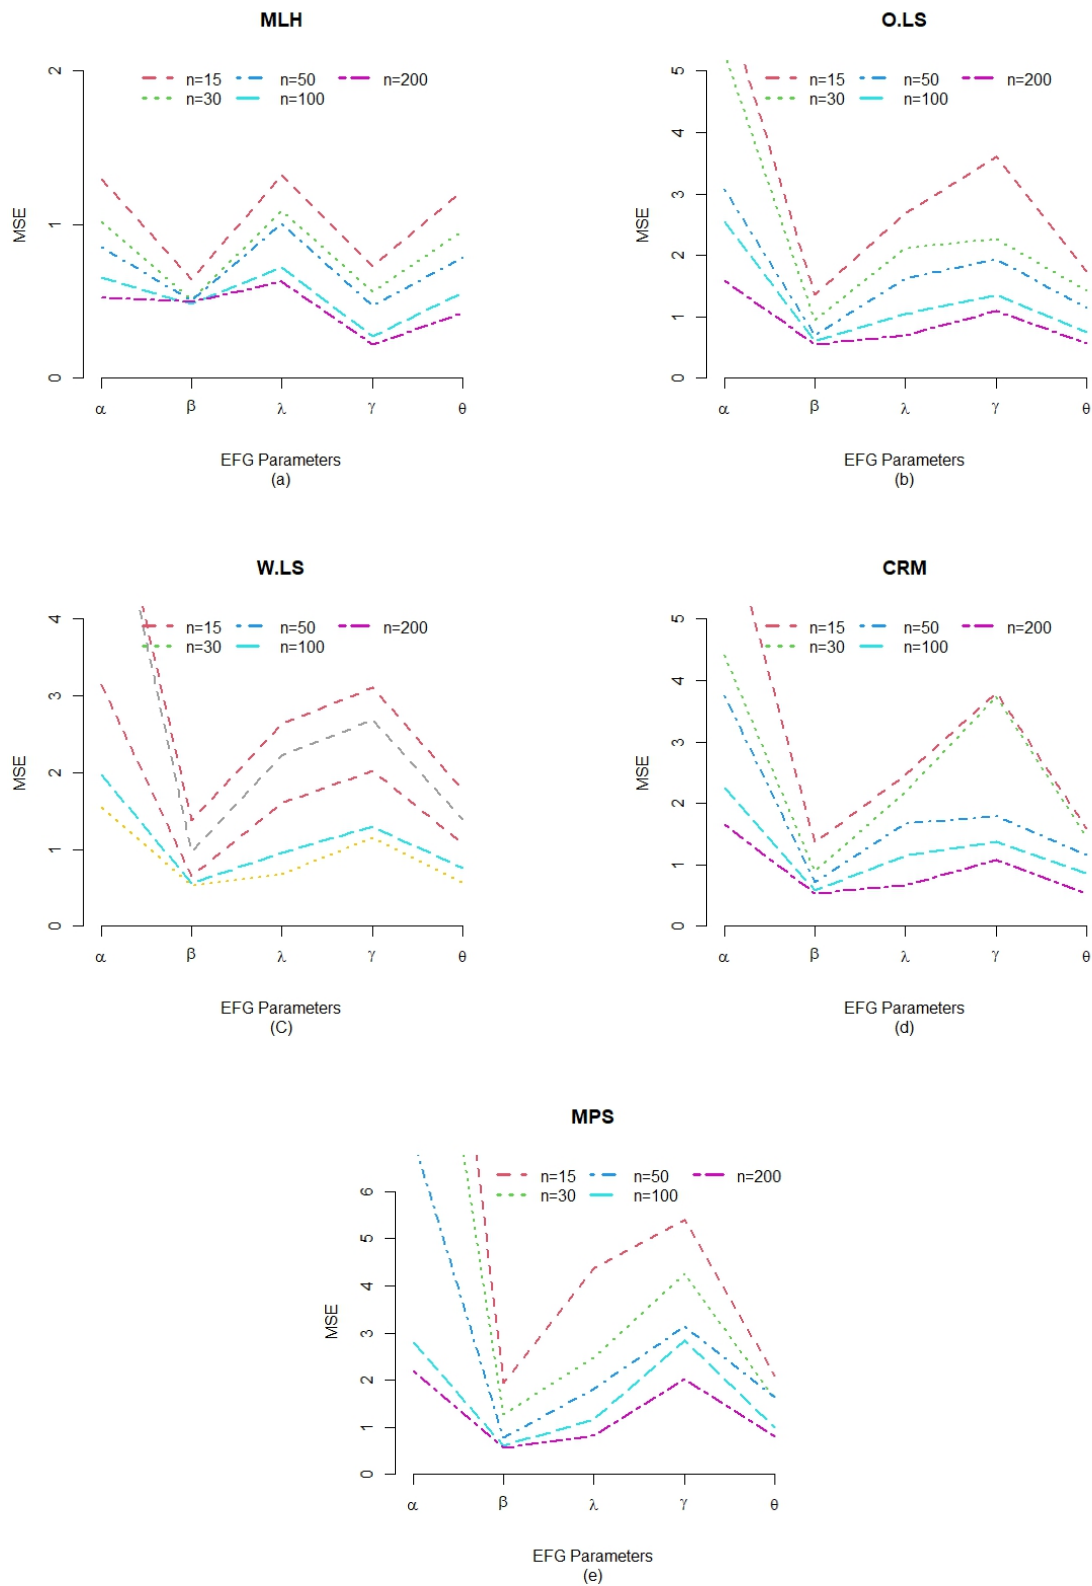 MLH
n=15 n=50 n=200
n=30 n=100
2
1
0
MSE
α β λ γ θ
EFG Parameters
(a)
O.LS
n=15 n=50 n=200
n=30 n=100
5
4
3
2
1
0
MSE
α β λ γ θ
EFG Parameters
(b)
W.LS
n=15 n=50 n=200
n=30 n=100
4
3
2
1
0
MSE
α β λ γ θ
EFG Parameters
(C)
CRM
n=15 n=50 n=200
n=30 n=100
5
4
3
2
1
0
MSE
α β λ γ θ
EFG Parameters
(d)
MPS
n=15 n=50 n=200
n=30 n=100
6
5
4
3
2
1
0
MSE
α β λ γ θ
EFG Parameters
(e)